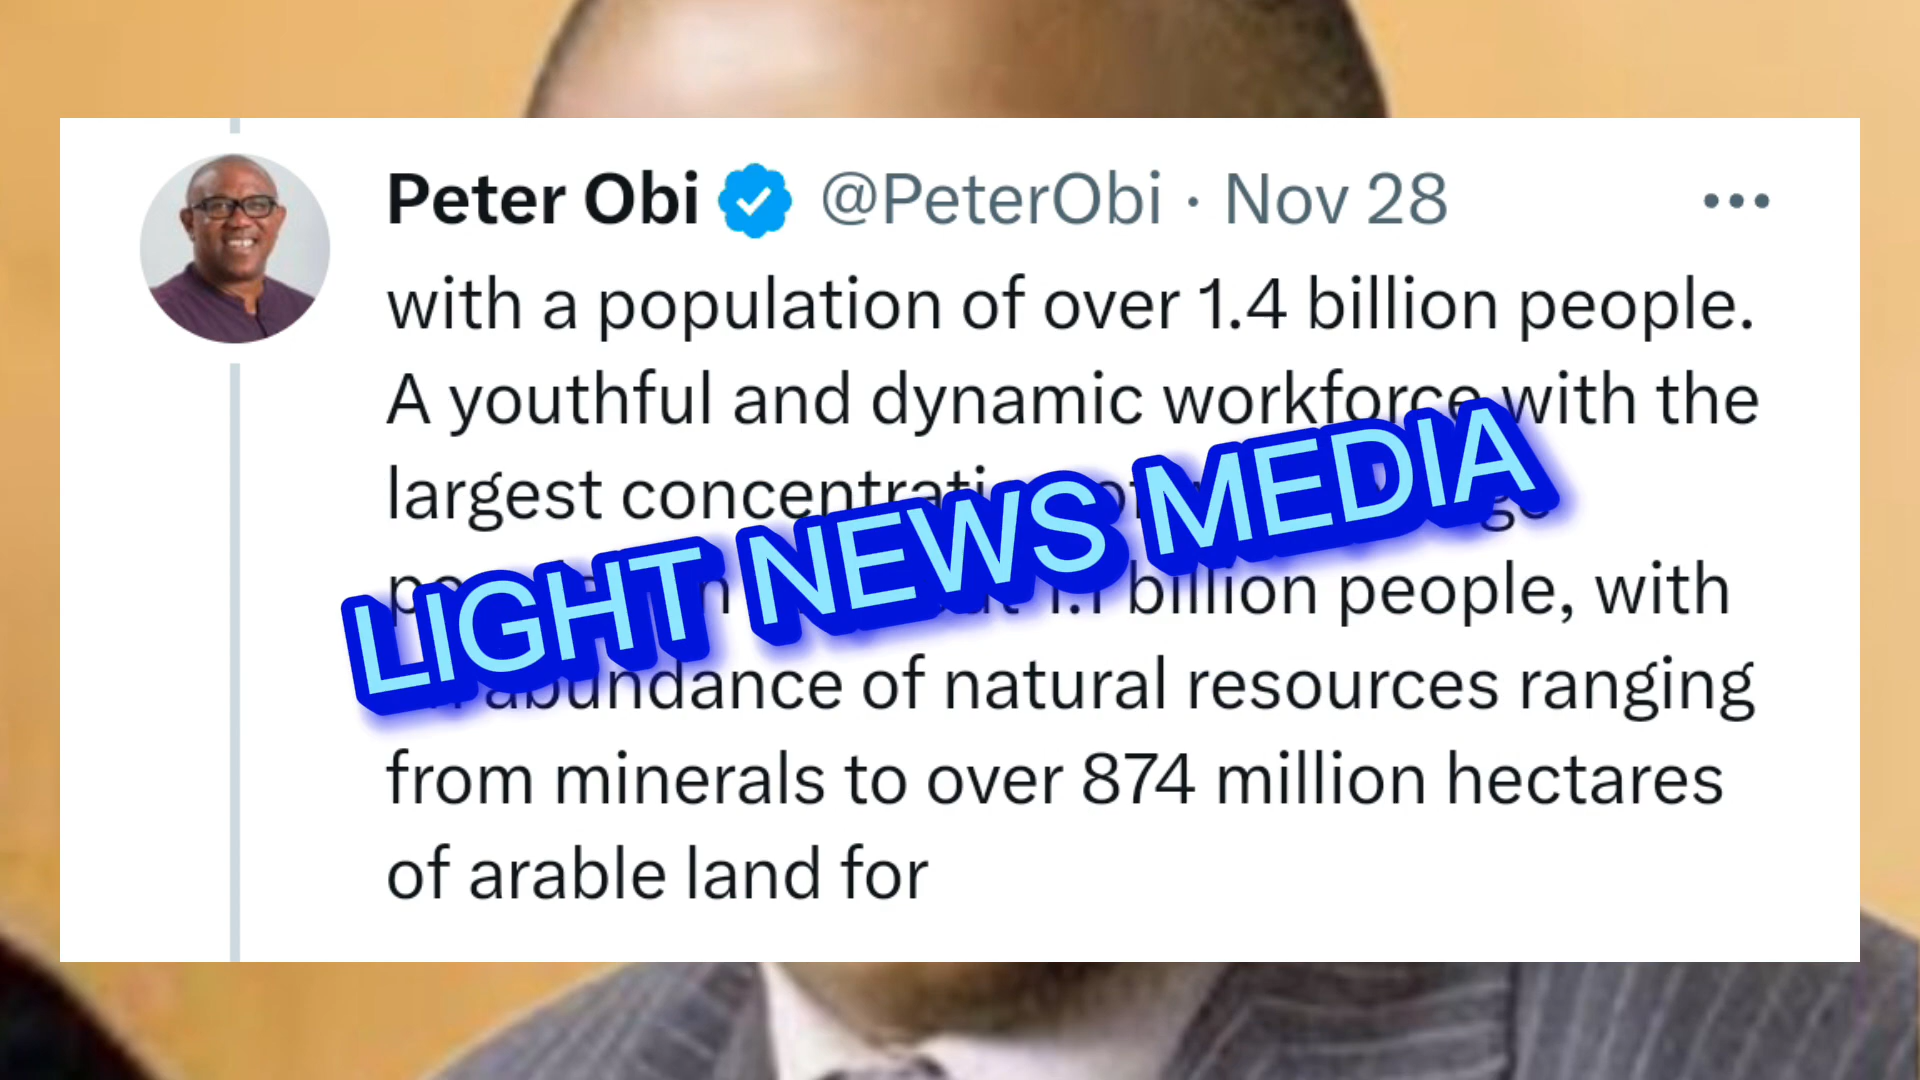 Peter Obi @PeterObi · Nov 28 •••
with a population of over 1.4 billion people.
A youthful and dynamic workforce with the
largest concentration of
billion people, with
abundance of natural resources ranging
from minerals to over 874 million hectares
of arable land for
LIGHT NEWS MEDIA